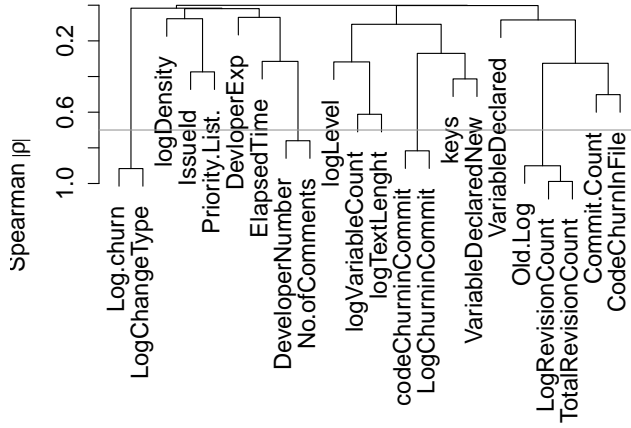 Spearman |ρ|
0.2
0.6
1.0
Log.churn
LogChangeType
logDensity
IssueId
Priority.List.
DevloperExp
ElapsedTime
DeveloperNumber
No.ofComments
logLevel
logVariableCount
logTextLenght
codeChurninCommit
LogChurninCommit
keys
VariableDeclaredNew
VariableDeclared
Old.Log
LogRevisionCount
TotalRevisionCount
Commit.Count
CodeChurnInFile